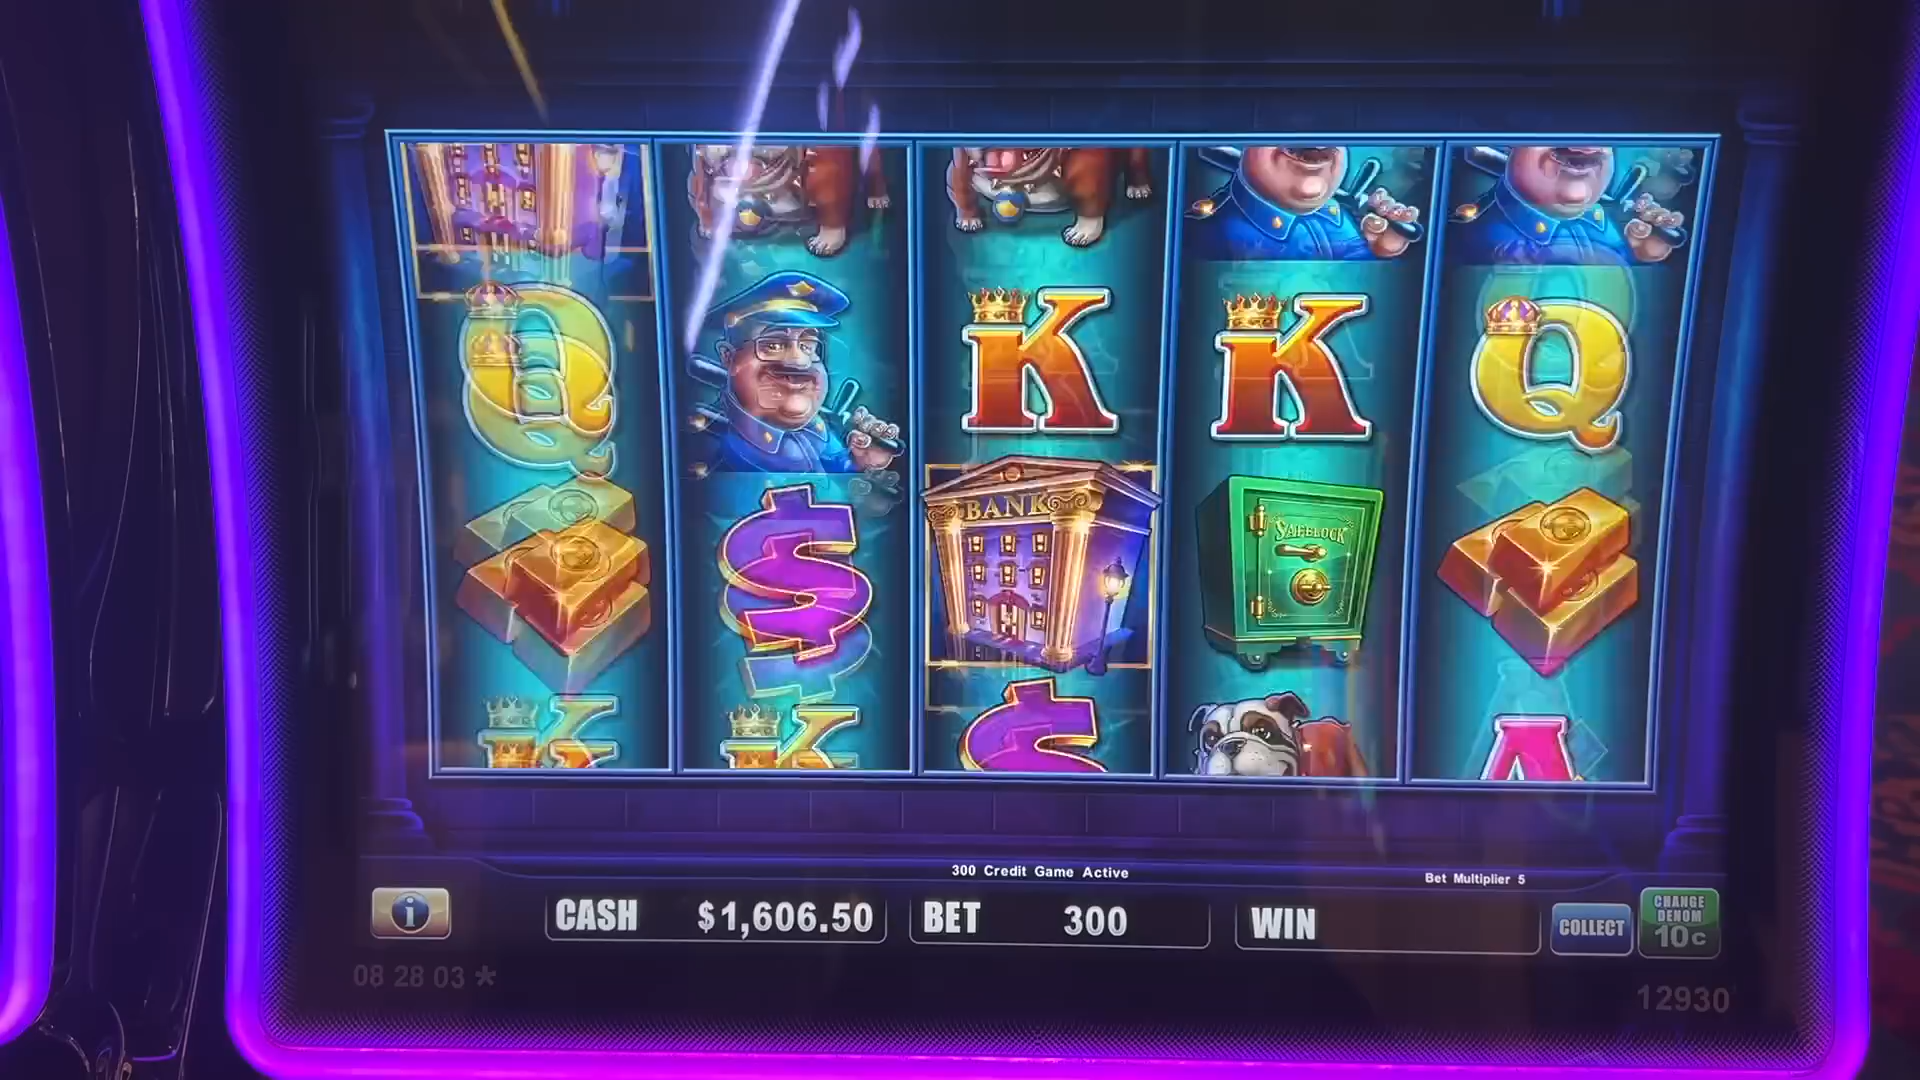 Q
K
K
Q
BANK
SAFELOCK
$
$
K
K
A
300 Credit Game Active
Bet Multiplier 5
CASH $1,606.50
BET 300
WIN
COLLECT
CHANGE
DENOM
10c
08 28 03 *
12930